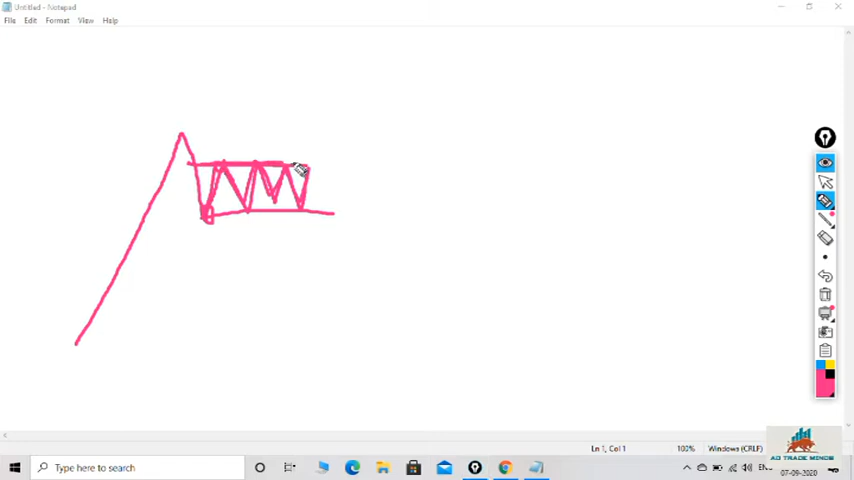 Untitled - Notepad
File Edit Format View Help
Ln 1, Col 1 100% Windows (CRLF)
AD TRADE MINDS
Type here to search
07-09-2020